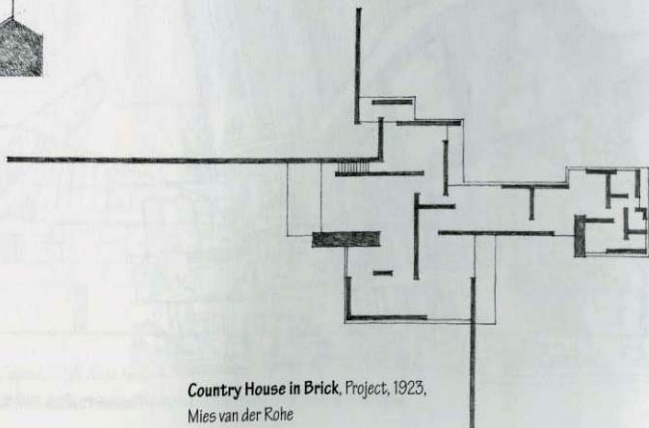 Country House in Brick, Project, 1923,
Mies van der Rohe